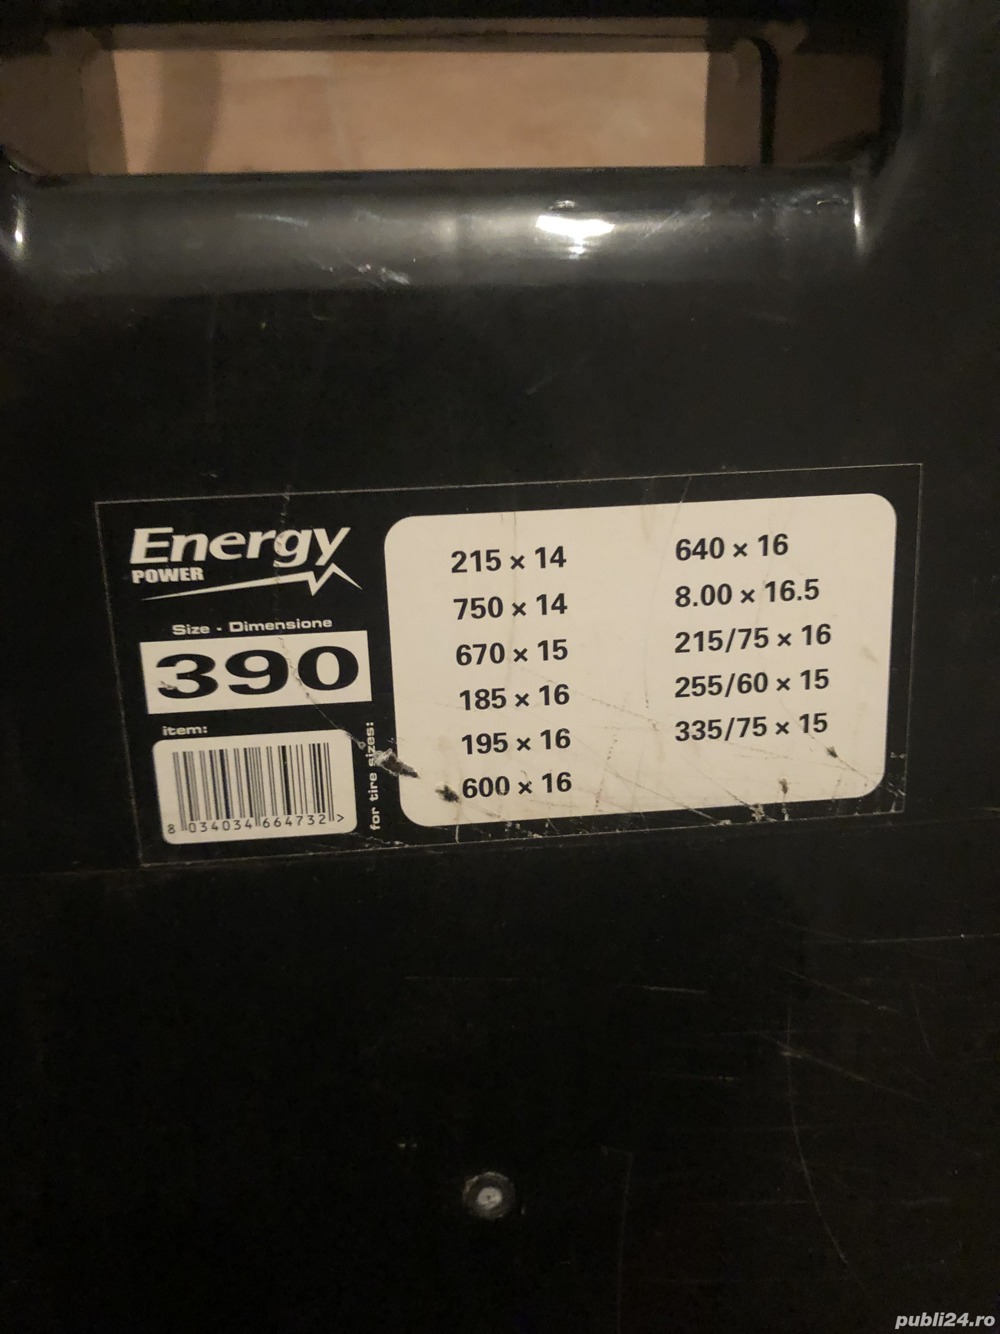 Energy
POWER
Size - Dimensione
390
item:
8 034034 664732 >
for tire sizes:
215 × 14
750 × 14
670 × 15
185 × 16
195 × 16
600 × 16
640 × 16
8.00 × 16.5
215/75 × 16
255/60 × 15
335/75 × 15
publi24.ro